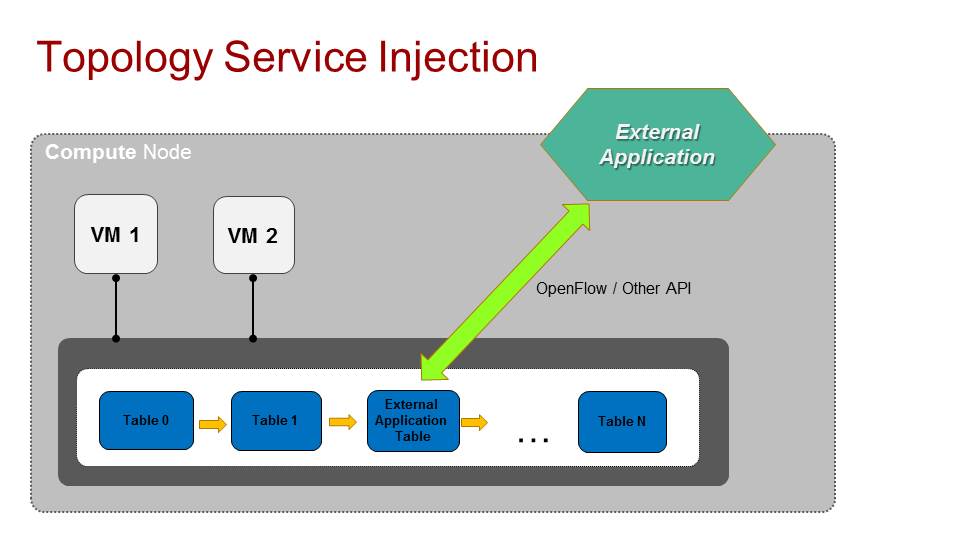 Topology Service Injection
External
Application
Compute Node
VM 1
VM 2
OpenFlow / Other API
Table 0
Table 1
External
Application
Table
...
Table N